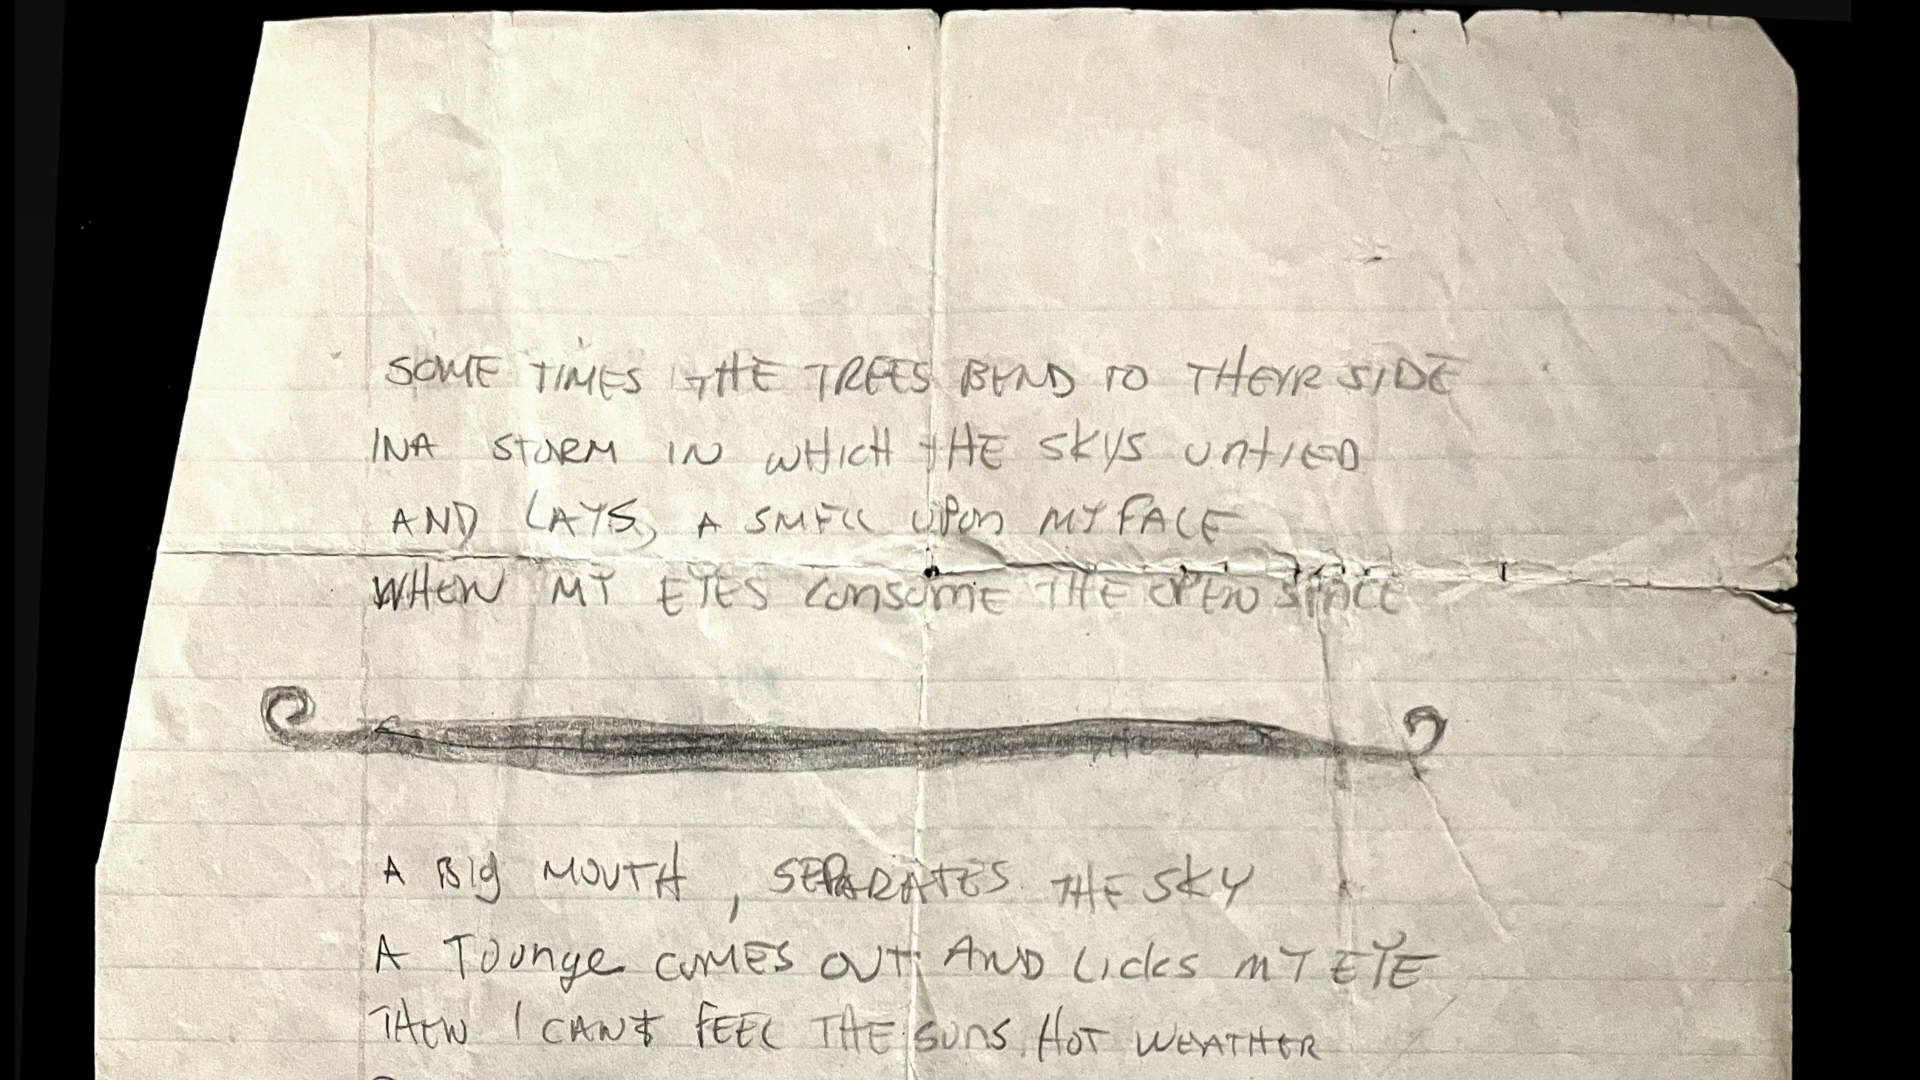 SOME TIMES THE TREES BEND TO THEIR SIDE
INA STORM IN WHICH THE SKYS UNTIED
AND LAYS, A SMELL UPON MY FACE
WHEN MY EYES CONSUME THE OPEN SPACE
A BIg MOUTH, SEPARATES THE SKY
A Tounge COMES OUT AND LICKS MY EYE
THEN I CANT FEEL THE SUNS HOT WEATHER